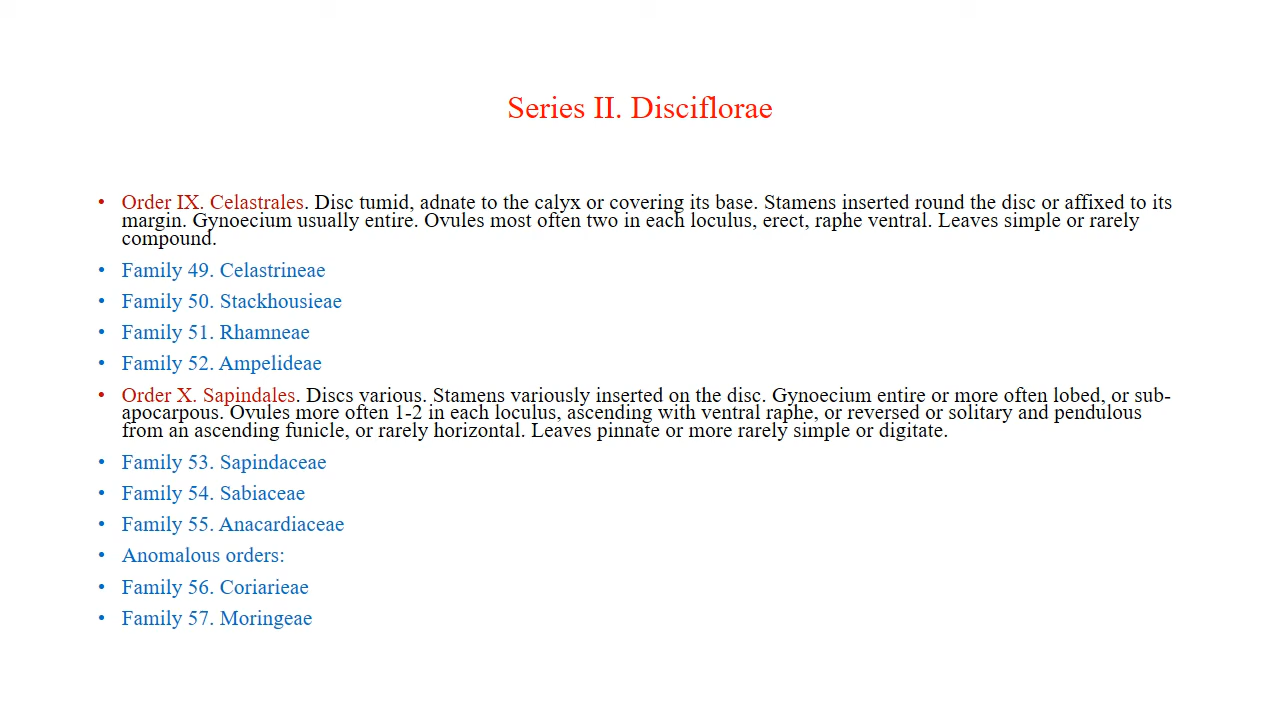 Series II. Disciflorae
• Order IX. Celastrales. Disc tumid, adnate to the calyx or covering its base. Stamens inserted round the disc or affixed to its
margin. Gynoecium usually entire. Ovules most often two in each loculus, erect, raphe ventral. Leaves simple or rarely
compound.
• Family 49. Celastrineae
• Family 50. Stackhousieae
• Family 51. Rhamneae
• Family 52. Ampelideae
• Order X. Sapindales. Discs various. Stamens variously inserted on the disc. Gynoecium entire or more often lobed, or sub-
apocarpous. Ovules more often 1-2 in each loculus, ascending with ventral raphe, or reversed or solitary and pendulous
from an ascending funicle, or rarely horizontal. Leaves pinnate or more rarely simple or digitate.
• Family 53. Sapindaceae
• Family 54. Sabiaceae
• Family 55. Anacardiaceae
• Anomalous orders:
• Family 56. Coriarieae
• Family 57. Moringeae